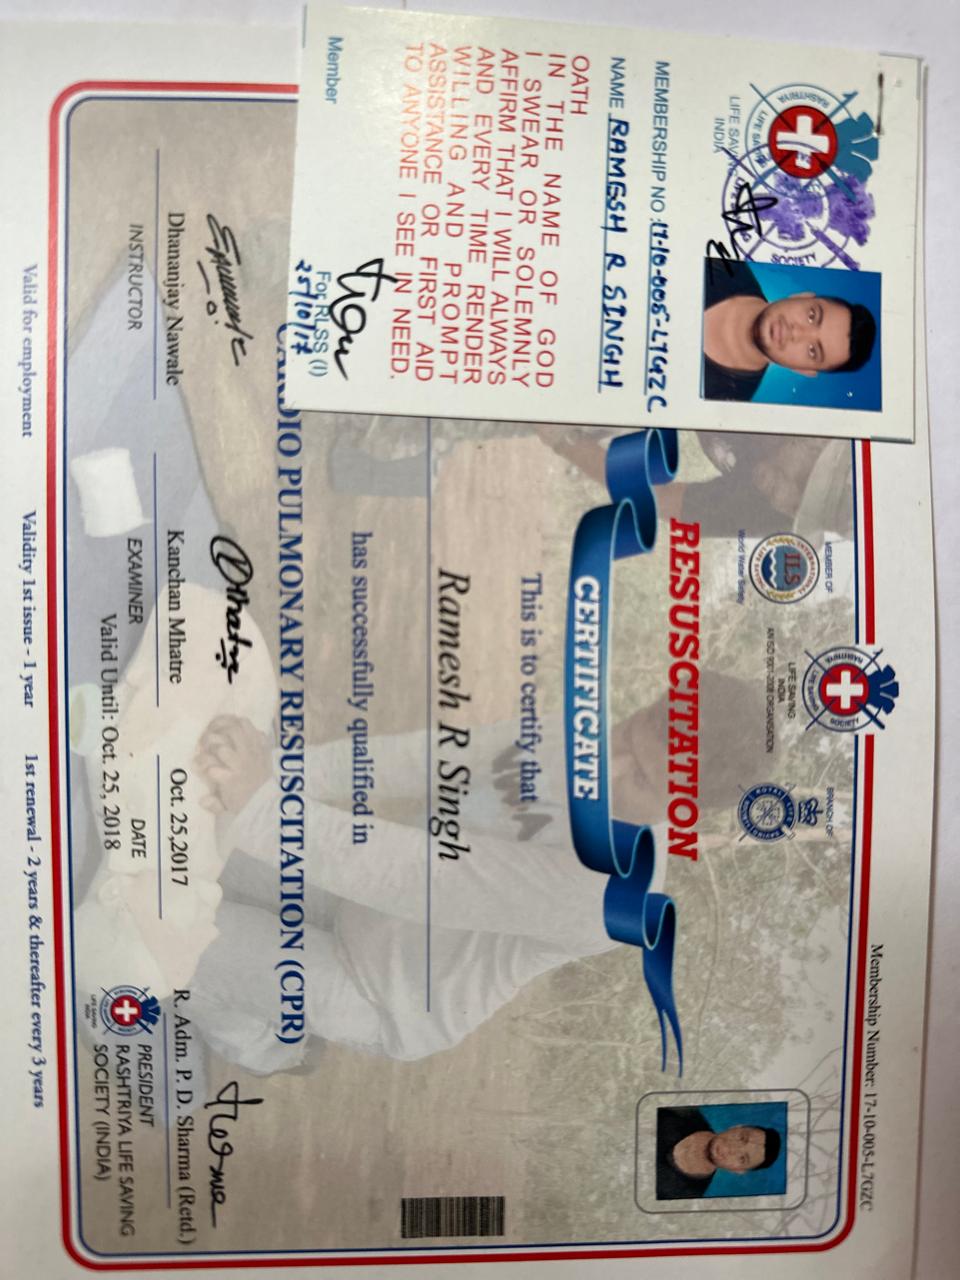 RASHTRIYA
LIFE SAVING
SOCIETY
LIFE SAVING
INDIA
MEMBERSHIP NO :17-10-005-L7GZC
NAME RAMESH R SINGH
OATH
IN THE NAME OF GOD
I SWEAR OR SOLEMNLY
AFFIRM THAT I WILL ALWAYS
AND EVERY TIME RENDER
WILLING AND PROMPT
ASSISTANCE OR FIRST AID
TO ANYONE I SEE IN NEED.
For RLSS (I)
25/10/17
Member
Membership Number: 17-10-005-L7GZC
MEMBER OF
INTERNATIONAL LIFE SAVING
ILS
World Water Safety
RASHTRIYA
LIFE SAVING
SOCIETY
LIFE SAVING
INDIA
AN ISO 9001-2008 ORGANISATION
BRANCH OF
ROYAL LIFE SAVING SOCIETY
RESUSCITATION
CERTIFICATE
This is to certify that
Ramesh R Singh
has successfully qualified in
CARDIO PULMONARY RESUSCITATION (CPR)
Dhananjay Nawale
INSTRUCTOR
Kanchan Mhatre
EXAMINER
Oct. 25,2017
DATE
Valid Until: Oct. 25, 2018
R. Adm. P. D. Sharma (Retd.)
PRESIDENT
RASHTRIYA LIFE SAVING
SOCIETY (INDIA)
LIFE SAVING
INDIA
Valid for employment Validity 1st issue - 1 year 1st renewal - 2 years & thereafter every 3 years